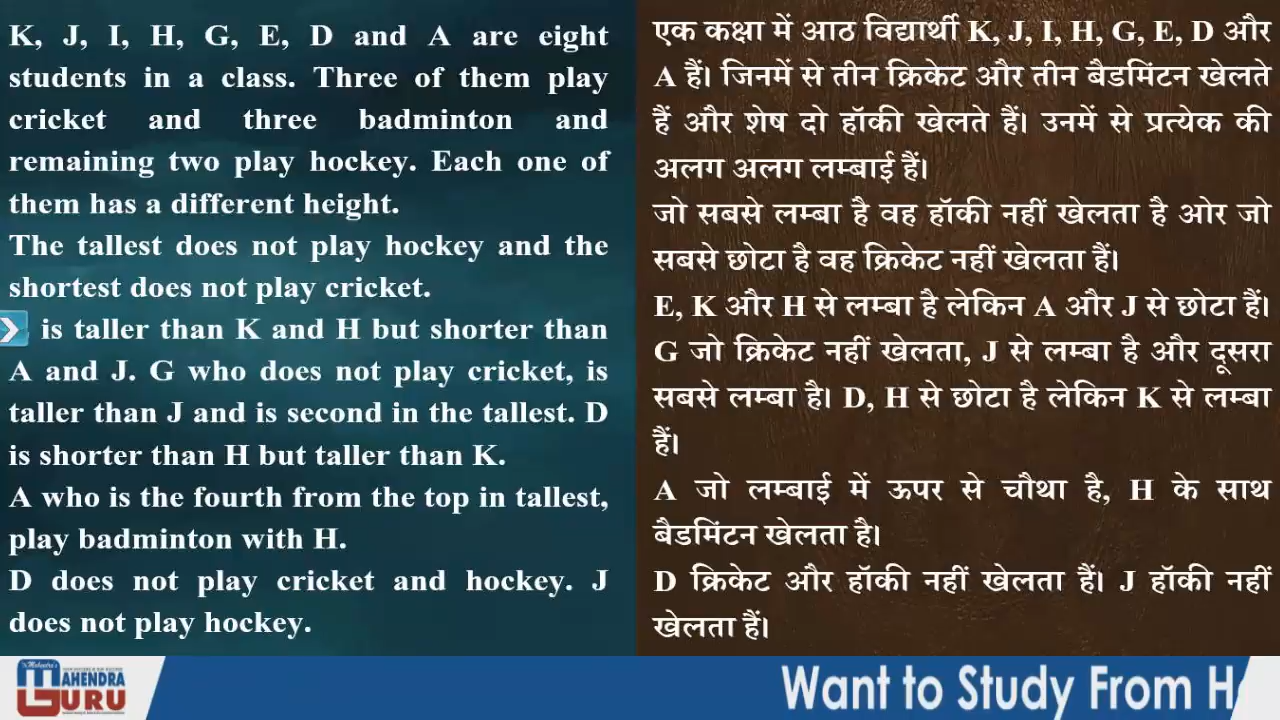 K, J, I, H, G, E, D and A are eight
students in a class. Three of them play
cricket and three badminton and
remaining two play hockey. Each one of
them has a different height.
The tallest does not play hockey and the
shortest does not play cricket.
is taller than K and H but shorter than
A and J. G who does not play cricket, is
taller than J and is second in the tallest. D
is shorter than H but taller than K.
A who is the fourth from the top in tallest,
play badminton with H.
D does not play cricket and hockey. J
does not play hockey.
एक कक्षा में आठ विद्यार्थी K, J, I, H, G, E, D और
A हैं। जिनमें से तीन क्रिकेट और तीन बैडमिंटन खेलते
हैं और शेष दो हॉकी खेलते हैं। उनमें से प्रत्येक की
अलग अलग लम्बाई हैं।
जो सबसे लम्बा है वह हॉकी नहीं खेलता है ओर जो
सबसे छोटा है वह क्रिकेट नहीं खेलता हैं।
E, K और H से लम्बा है लेकिन A और J से छोटा हैं।
G जो क्रिकेट नहीं खेलता, J से लम्बा है और दूसरा
सबसे लम्बा है। D, H से छोटा है लेकिन K से लम्बा
हैं।
A जो लम्बाई में ऊपर से चौथा है, H के साथ
बैडमिंटन खेलता है।
D क्रिकेट और हॉकी नहीं खेलता हैं। J हॉकी नहीं
खेलता हैं।
MAHENDRA
GURU
Want to Study From H